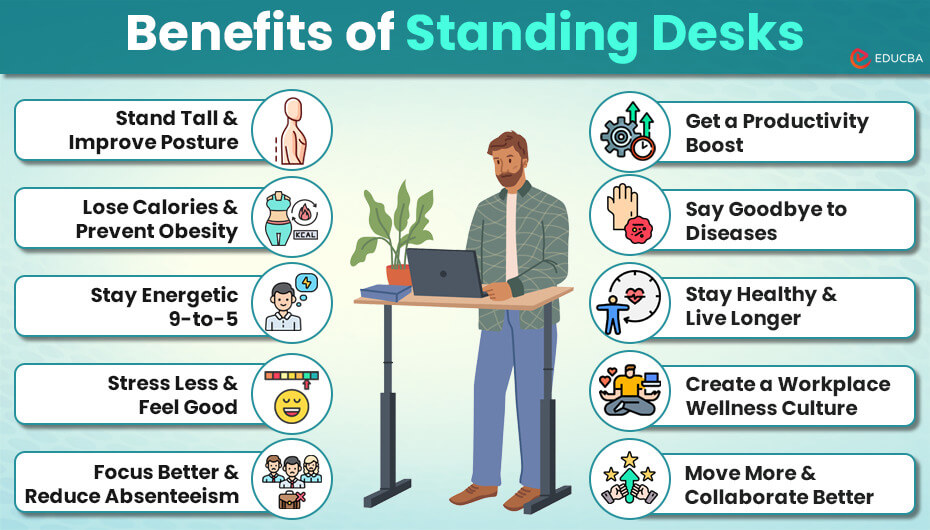 Benefits of Standing Desks
EDUCBA
Stand Tall &
Improve Posture
Lose Calories &
Prevent Obesity
KCAL
Stay Energetic
9-to-5
Stress Less &
Feel Good
Focus Better &
Reduce Absenteeism
Get a Productivity
Boost
Say Goodbye to
Diseases
Stay Healthy &
Live Longer
Create a Workplace
Wellness Culture
Move More &
Collaborate Better